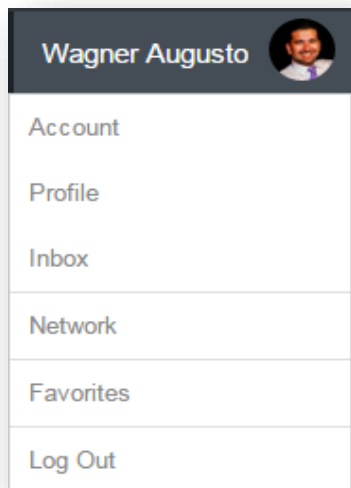 Wagner Augusto
Account
Profile
Inbox
Network
Favorites
Log Out